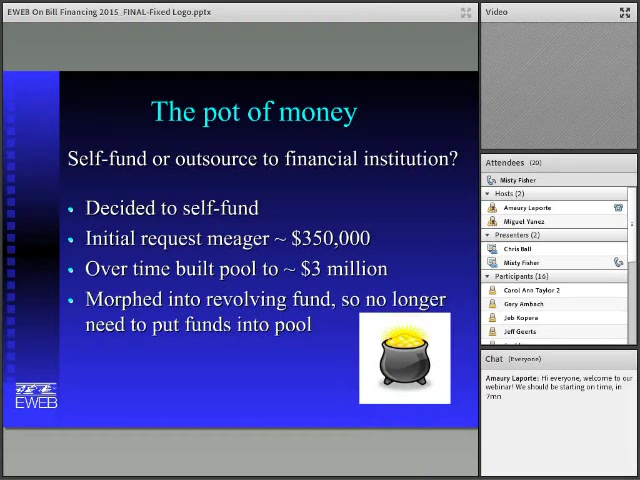 EWEB On Bill Financing 2015_FINAL-Fixed Logo.pptx
The pot of money
Self-fund or outsource to financial institution?
• Decided to self-fund
• Initial request meager ~ $350,000
• Over time built pool to ~ $3 million
• Morphed into revolving fund, so no longer
need to put funds into pool
EWEB
Video
Attendees (20)
Misty Fisher
Hosts (2)
Amaury Laporte
Miguel Yanez
Presenters (2)
Chris Ball
Misty Fisher
Participants (16)
Carol Ann Taylor 2
Gery Ambach
Jeb Kopera
Jeff Geerts
Chat (Everyone)
Amaury Laporte: Hi everyone, welcome to our
webinar! We should be starting on time, in
7mn